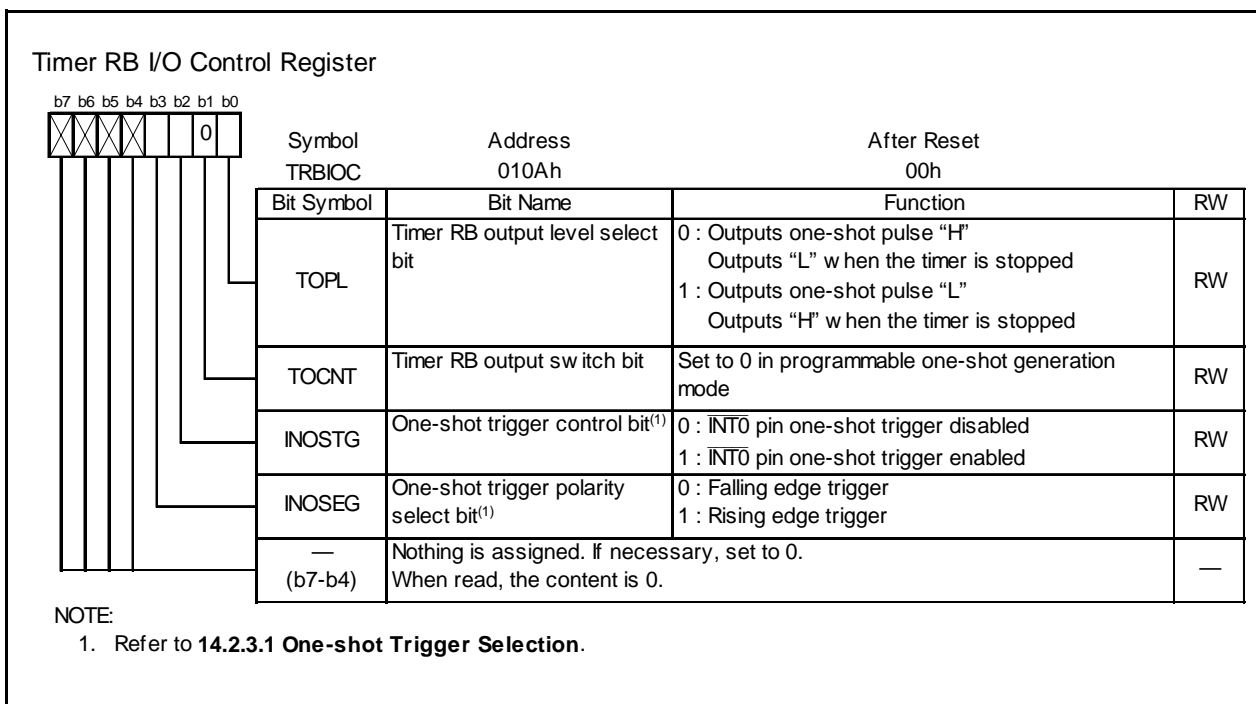 Timer RB I/O Control Register
b7 b6 b5 b4 b3 b2 b1 b0
0
Symbol Address After Reset
TRBIOC 010Ah 00h
Bit Symbol Bit Name Function RW
TOPL
Timer RB output level select
bit
0 : Outputs one-shot pulse “H”
Outputs “L” when the timer is stopped
1 : Outputs one-shot pulse “L”
Outputs “H” when the timer is stopped
RW
TOCNT
Timer RB output switch bit
Set to 0 in programmable one-shot generation
mode
RW
INOSTG
One-shot trigger control bit(1)
0 : INT0 pin one-shot trigger disabled
1 : INT0 pin one-shot trigger enabled
RW
INOSEG
One-shot trigger polarity
select bit(1)
0 : Falling edge trigger
1 : Rising edge trigger
RW
—
(b7-b4)
Nothing is assigned. If necessary, set to 0.
When read, the content is 0.
—
NOTE:
1. Refer to 14.2.3.1 One-shot Trigger Selection.